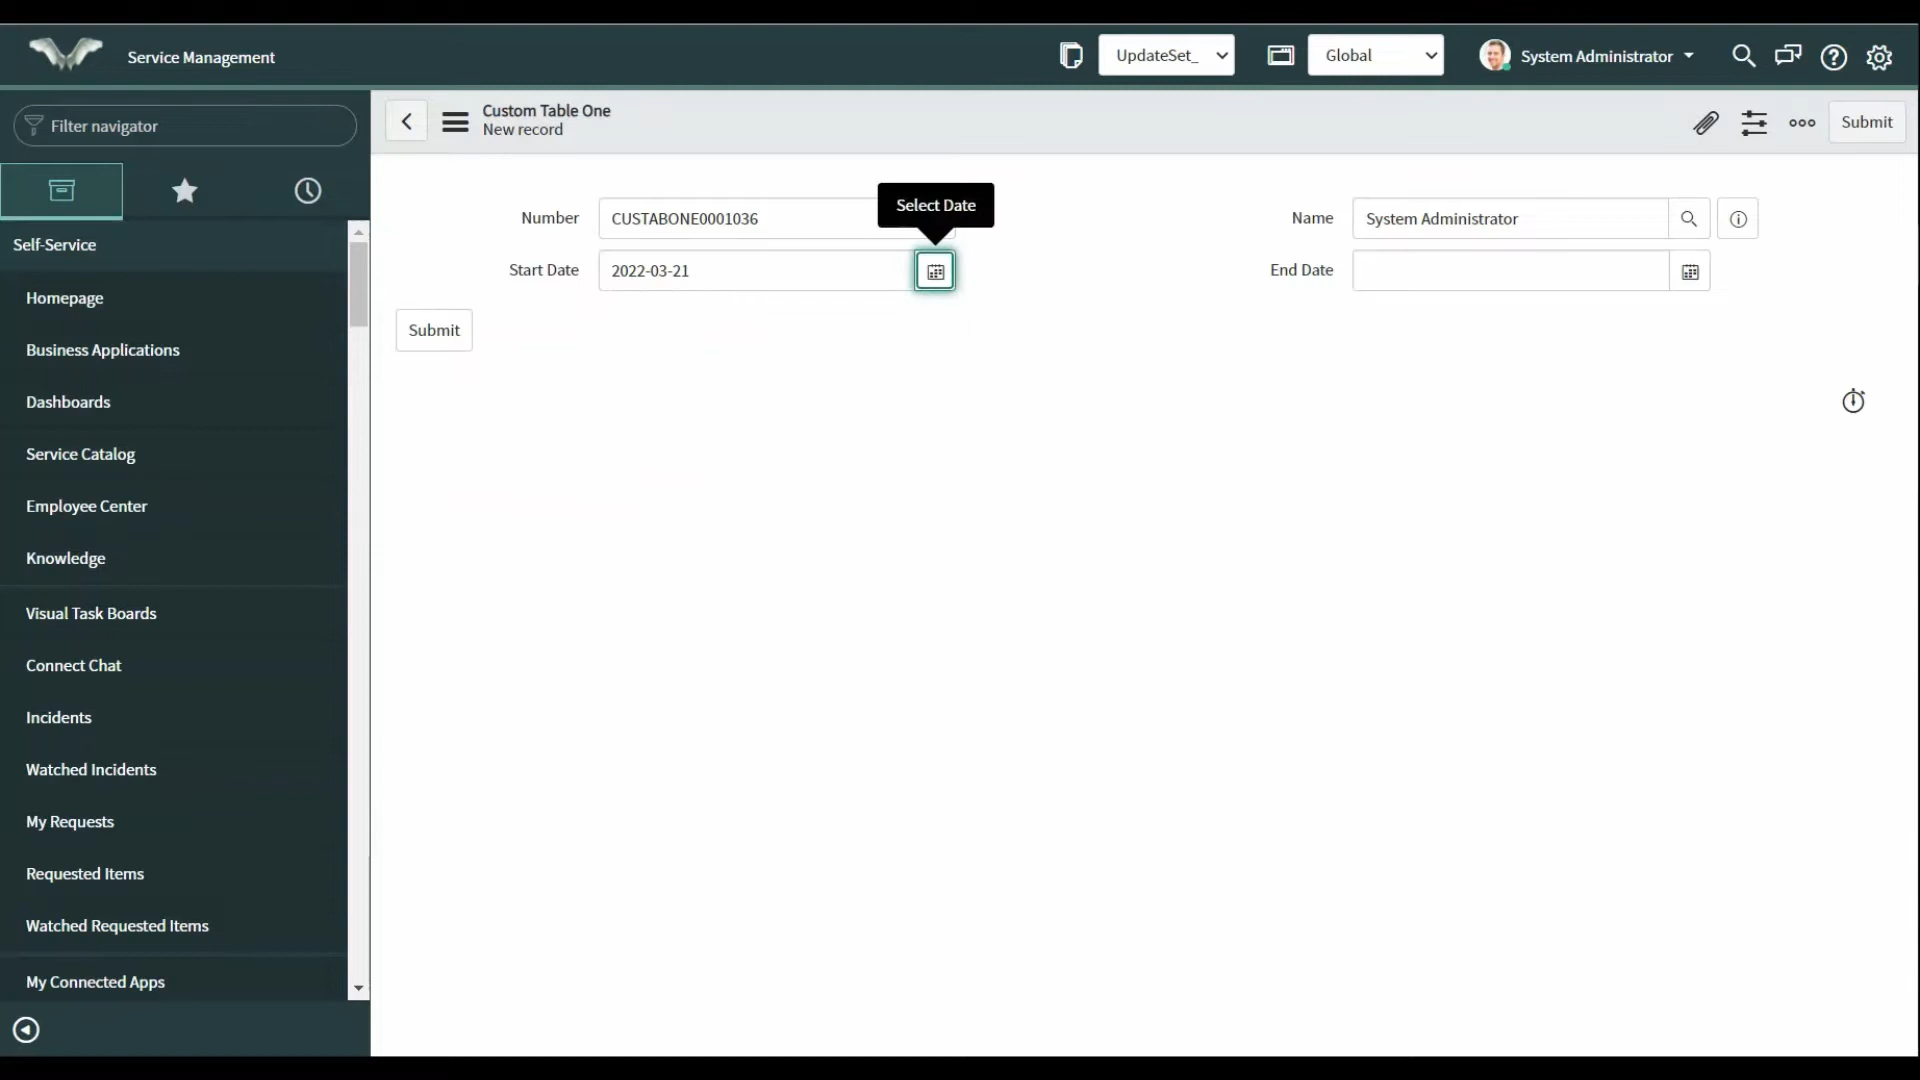 Service Management
UpdateSet_
Global
System Administrator
Filter navigator
Custom Table One
New record
Submit
Number
CUSTABONE0001036
Select Date
Name
System Administrator
Start Date
2022-03-21
End Date
Submit
Self-Service
Homepage
Business Applications
Dashboards
Service Catalog
Employee Center
Knowledge
Visual Task Boards
Connect Chat
Incidents
Watched Incidents
My Requests
Requested Items
Watched Requested Items
My Connected Apps